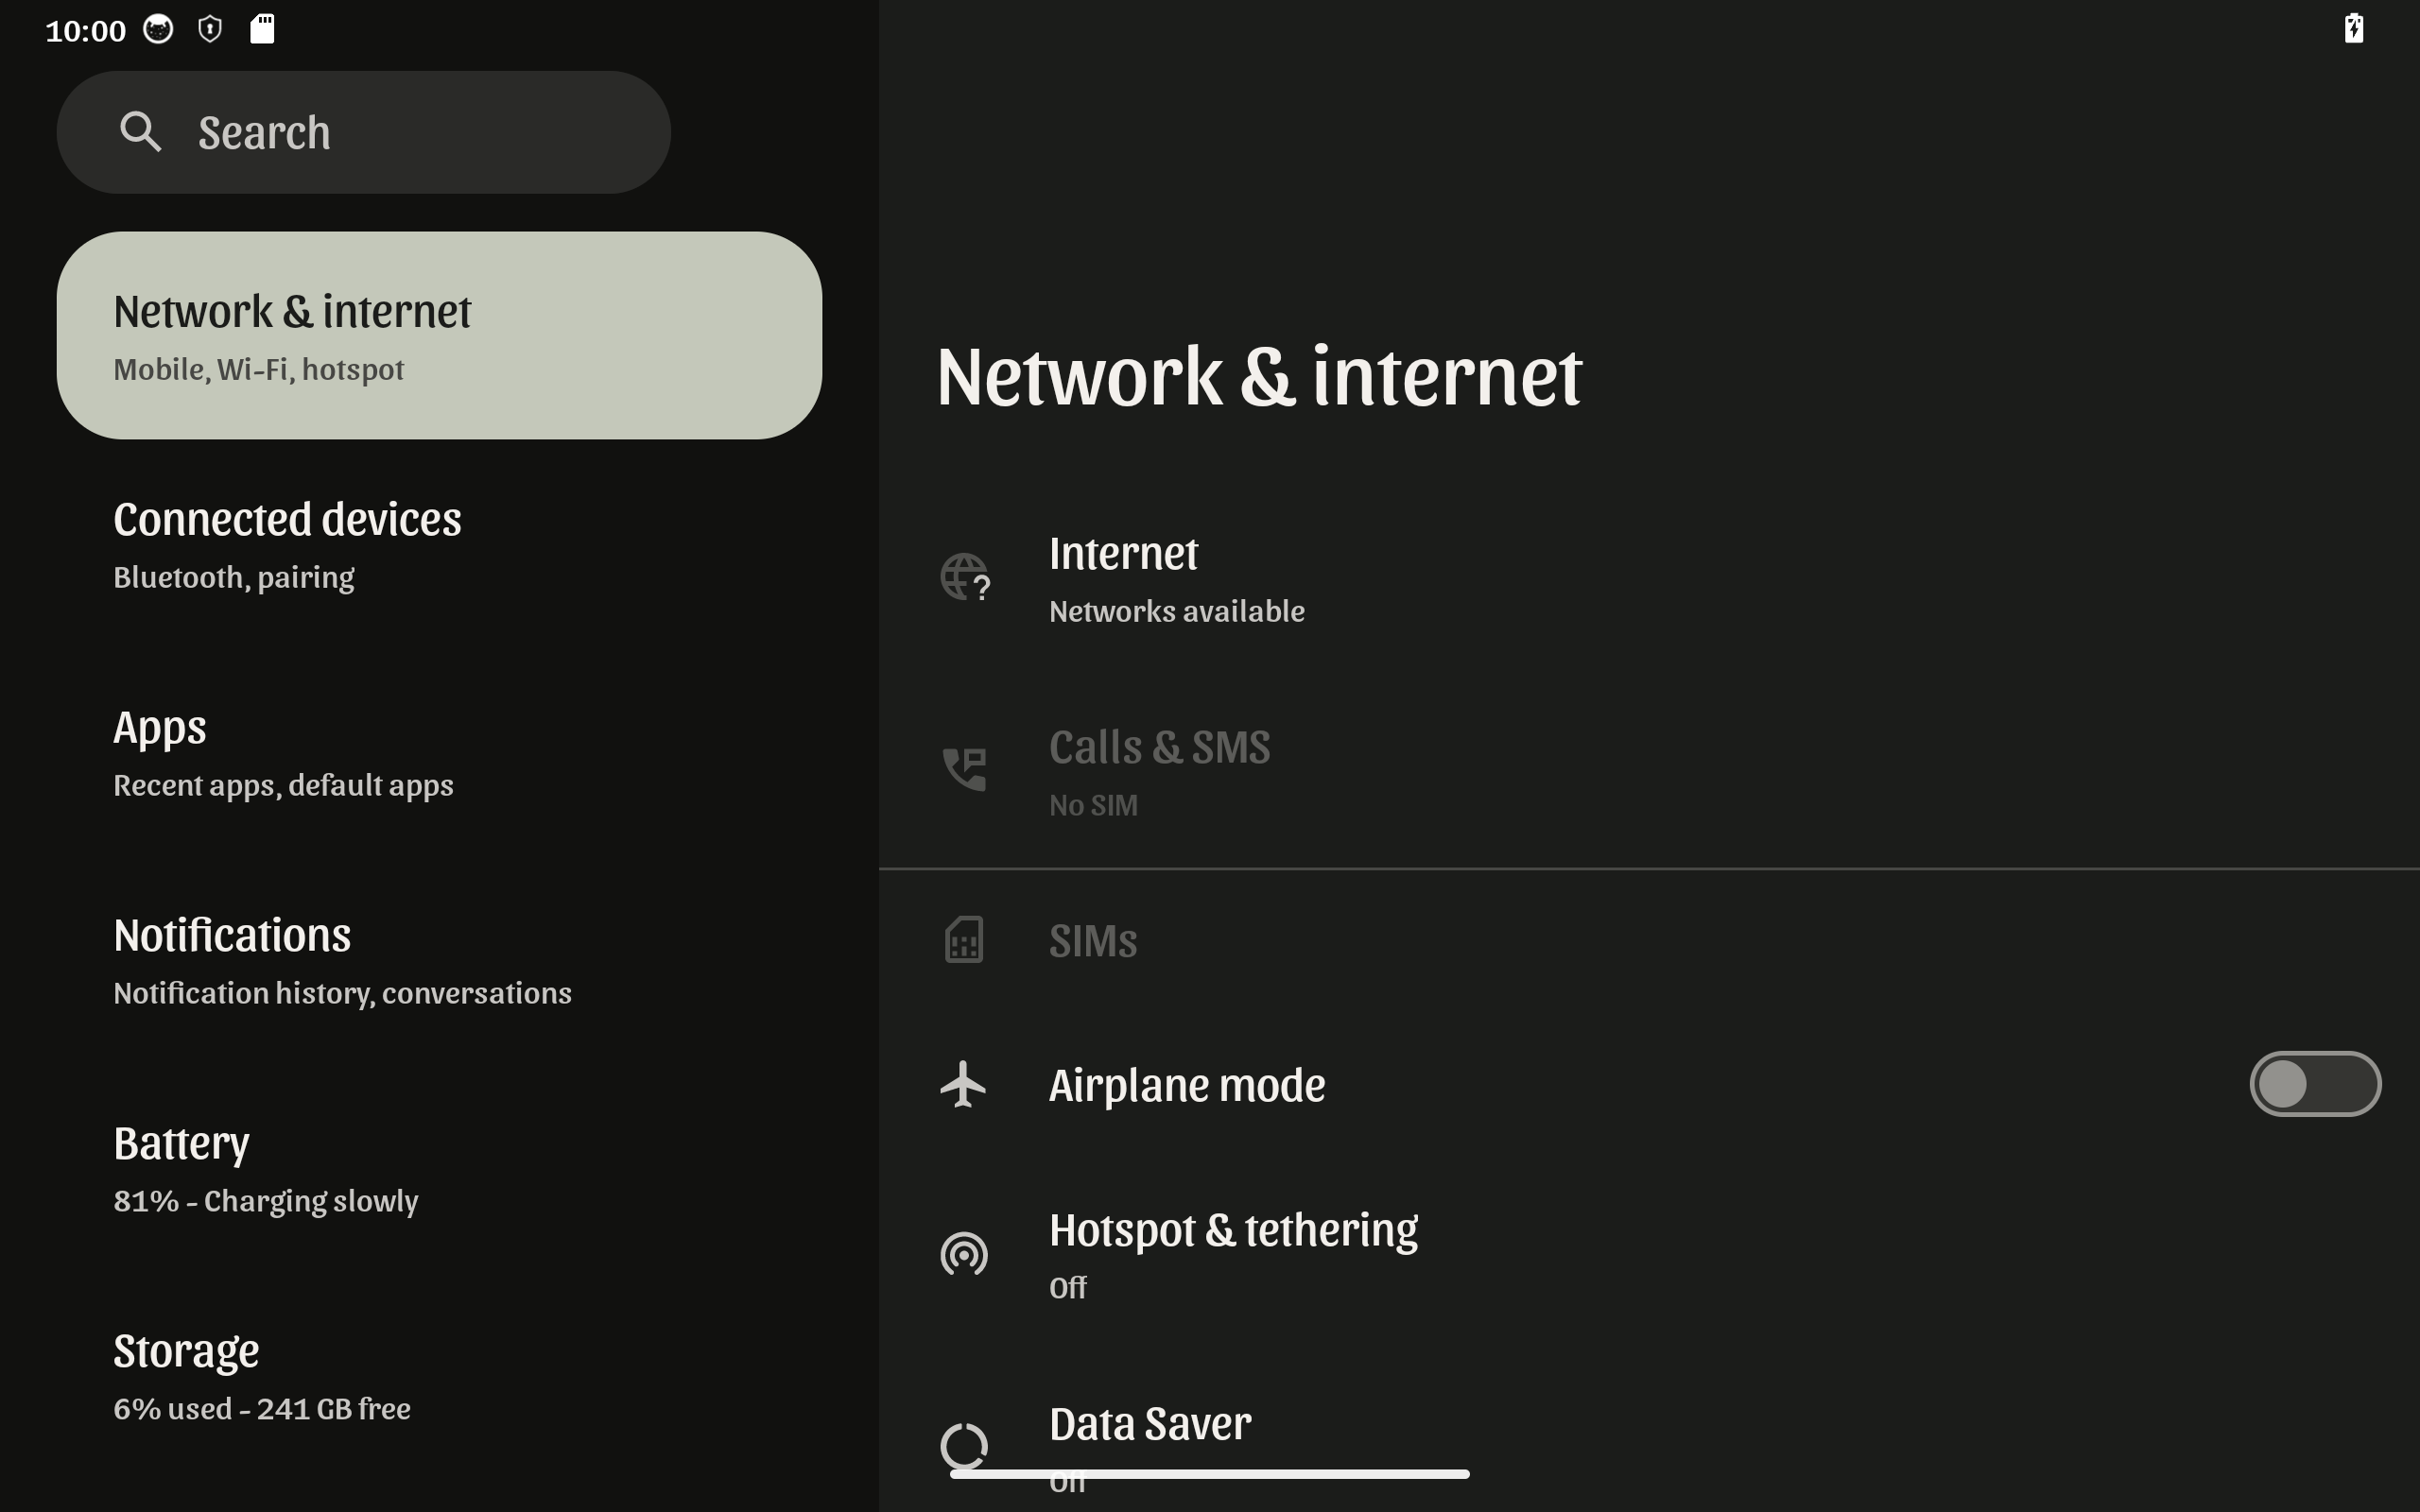 10:00
Search
Network & internet
Mobile, Wi-Fi, hotspot
Connected devices
Bluetooth, pairing
Apps
Recent apps, default apps
Notifications
Notification history, conversations
Battery
81% - Charging slowly
Storage
6% used - 241 GB free
Network & internet
Internet
Networks available
Calls & SMS
No SIM
SIMs
Airplane mode
Hotspot & tethering
Off
Data Saver
Off